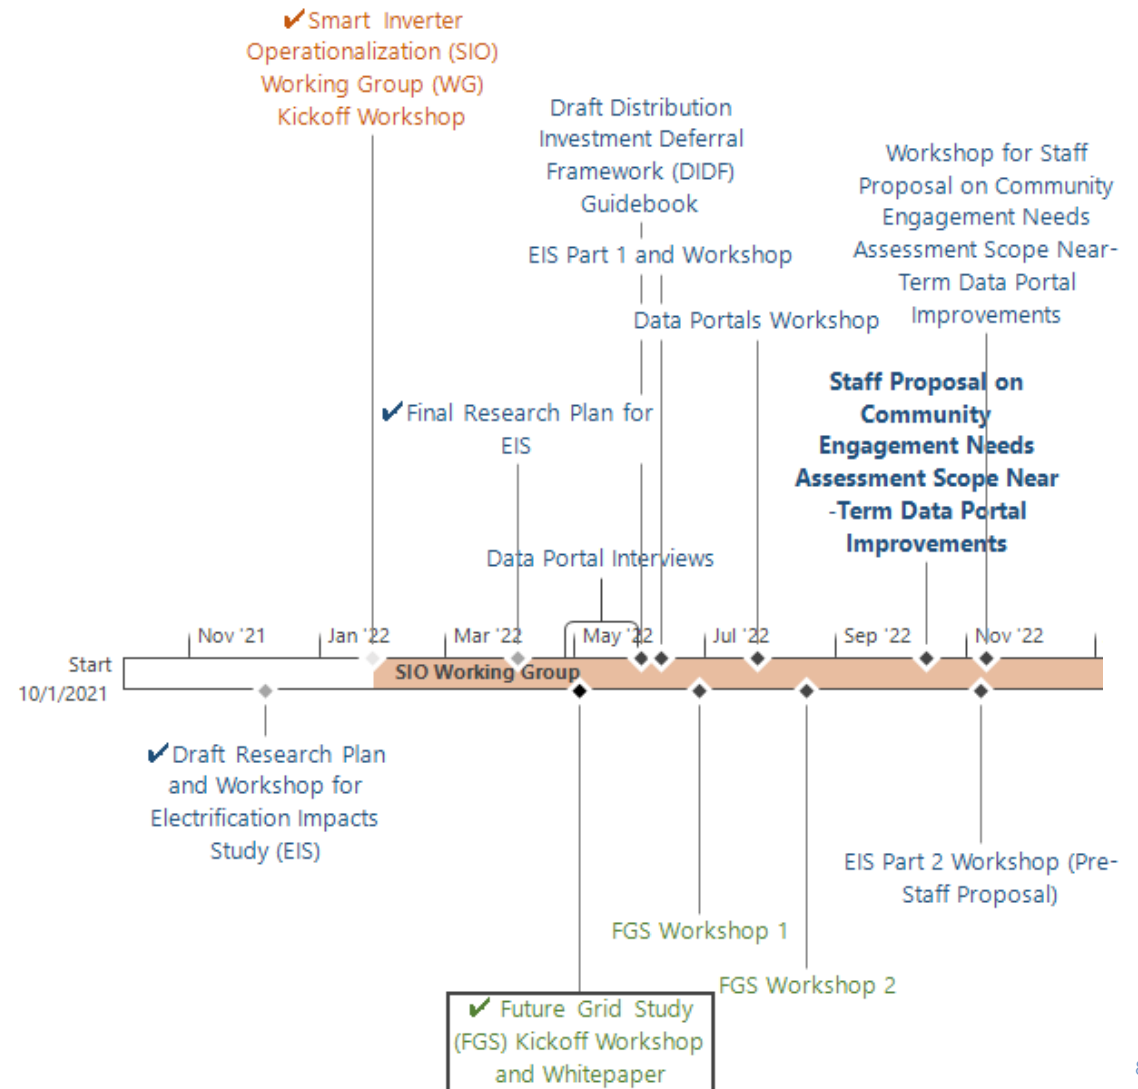 ✔Smart Inverter
Operationalization (SIO)
Working Group (WG)
Kickoff Workshop
Draft Distribution
Investment Deferral
Framework (DIDF)
Guidebook
EIS Part 1 and Workshop
Data Portals Workshop
Workshop for Staff
Proposal on Community
Engagement Needs
Assessment Scope Near-
Term Data Portal
Improvements
Staff Proposal on
Community
Engagement Needs
Assessment Scope Near
-Term Data Portal
Improvements
✔Final Research Plan for
EIS
Data Portal Interviews
Nov '21
Jan '22
Mar '22
May '22
Jul '22
Sep '22
Nov '22
Start
10/1/2021
SIO Working Group
✔Draft Research Plan
and Workshop for
Electrification Impacts
Study (EIS)
EIS Part 2 Workshop (Pre-
Staff Proposal)
FGS Workshop 1
FGS Workshop 2
✔ Future Grid Study
(FGS) Kickoff Workshop
and Whitepaper